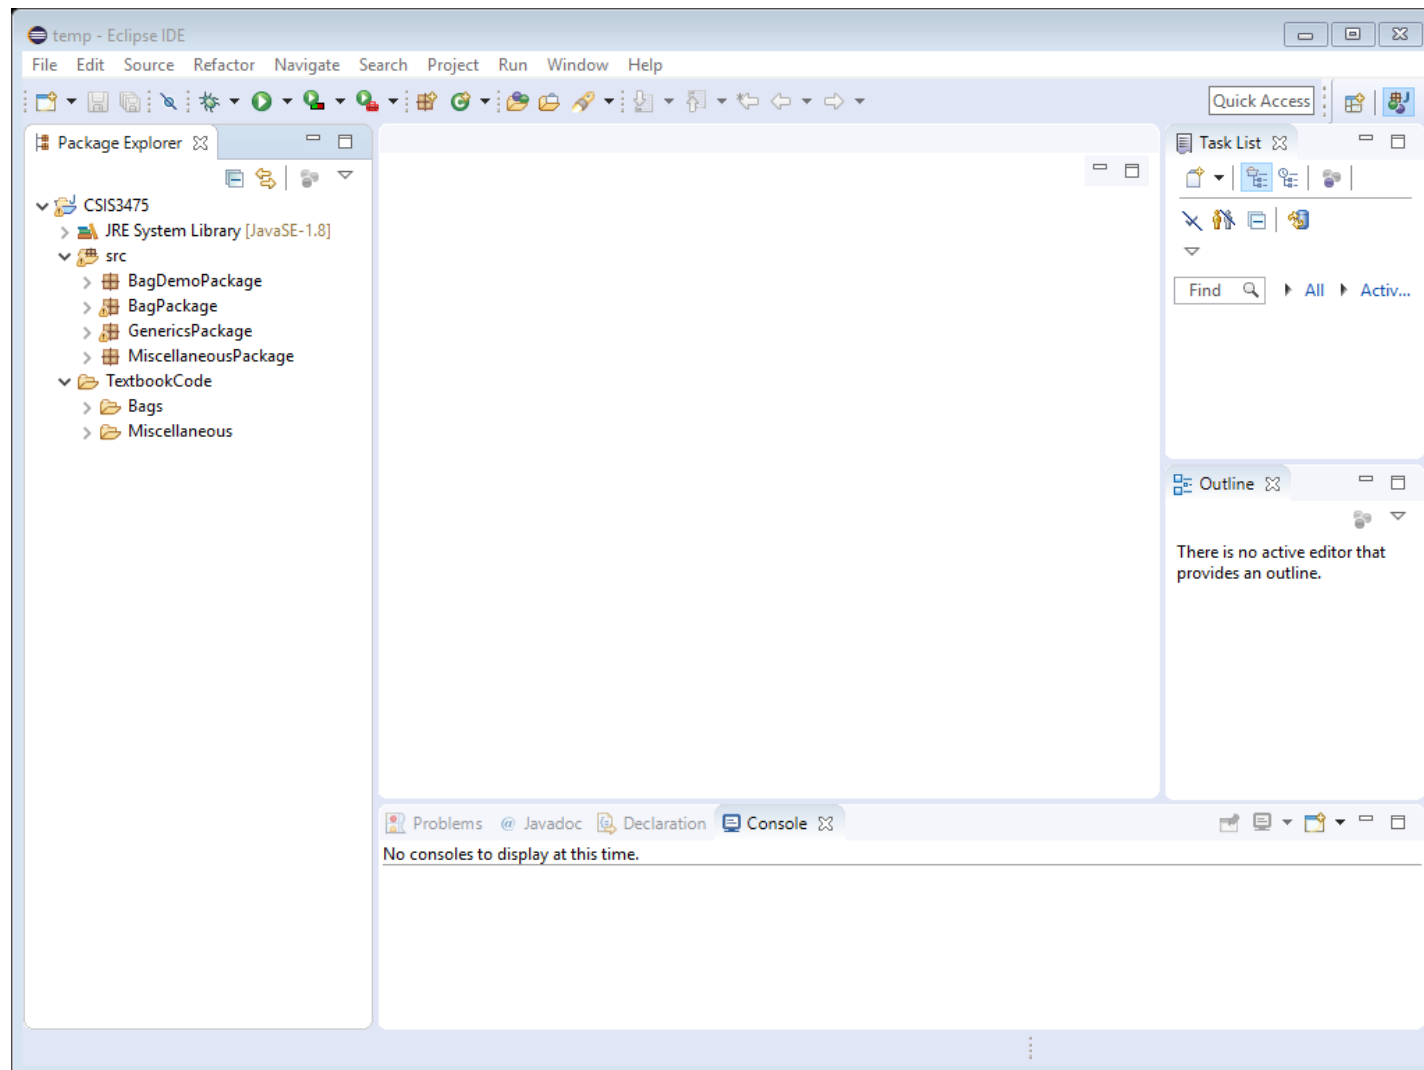 temp - Eclipse IDE
File Edit Source Refactor Navigate Search Project Run Window Help
Quick Access
Package Explorer
CSIS3475
JRE System Library [JavaSE-1.8]
src
BagDemoPackage
BagPackage
GenericsPackage
MiscellaneousPackage
TextbookCode
Bags
Miscellaneous
Task List
Find All Activ...
Outline
There is no active editor that
provides an outline.
Problems @ Javadoc Declaration Console
No consoles to display at this time.